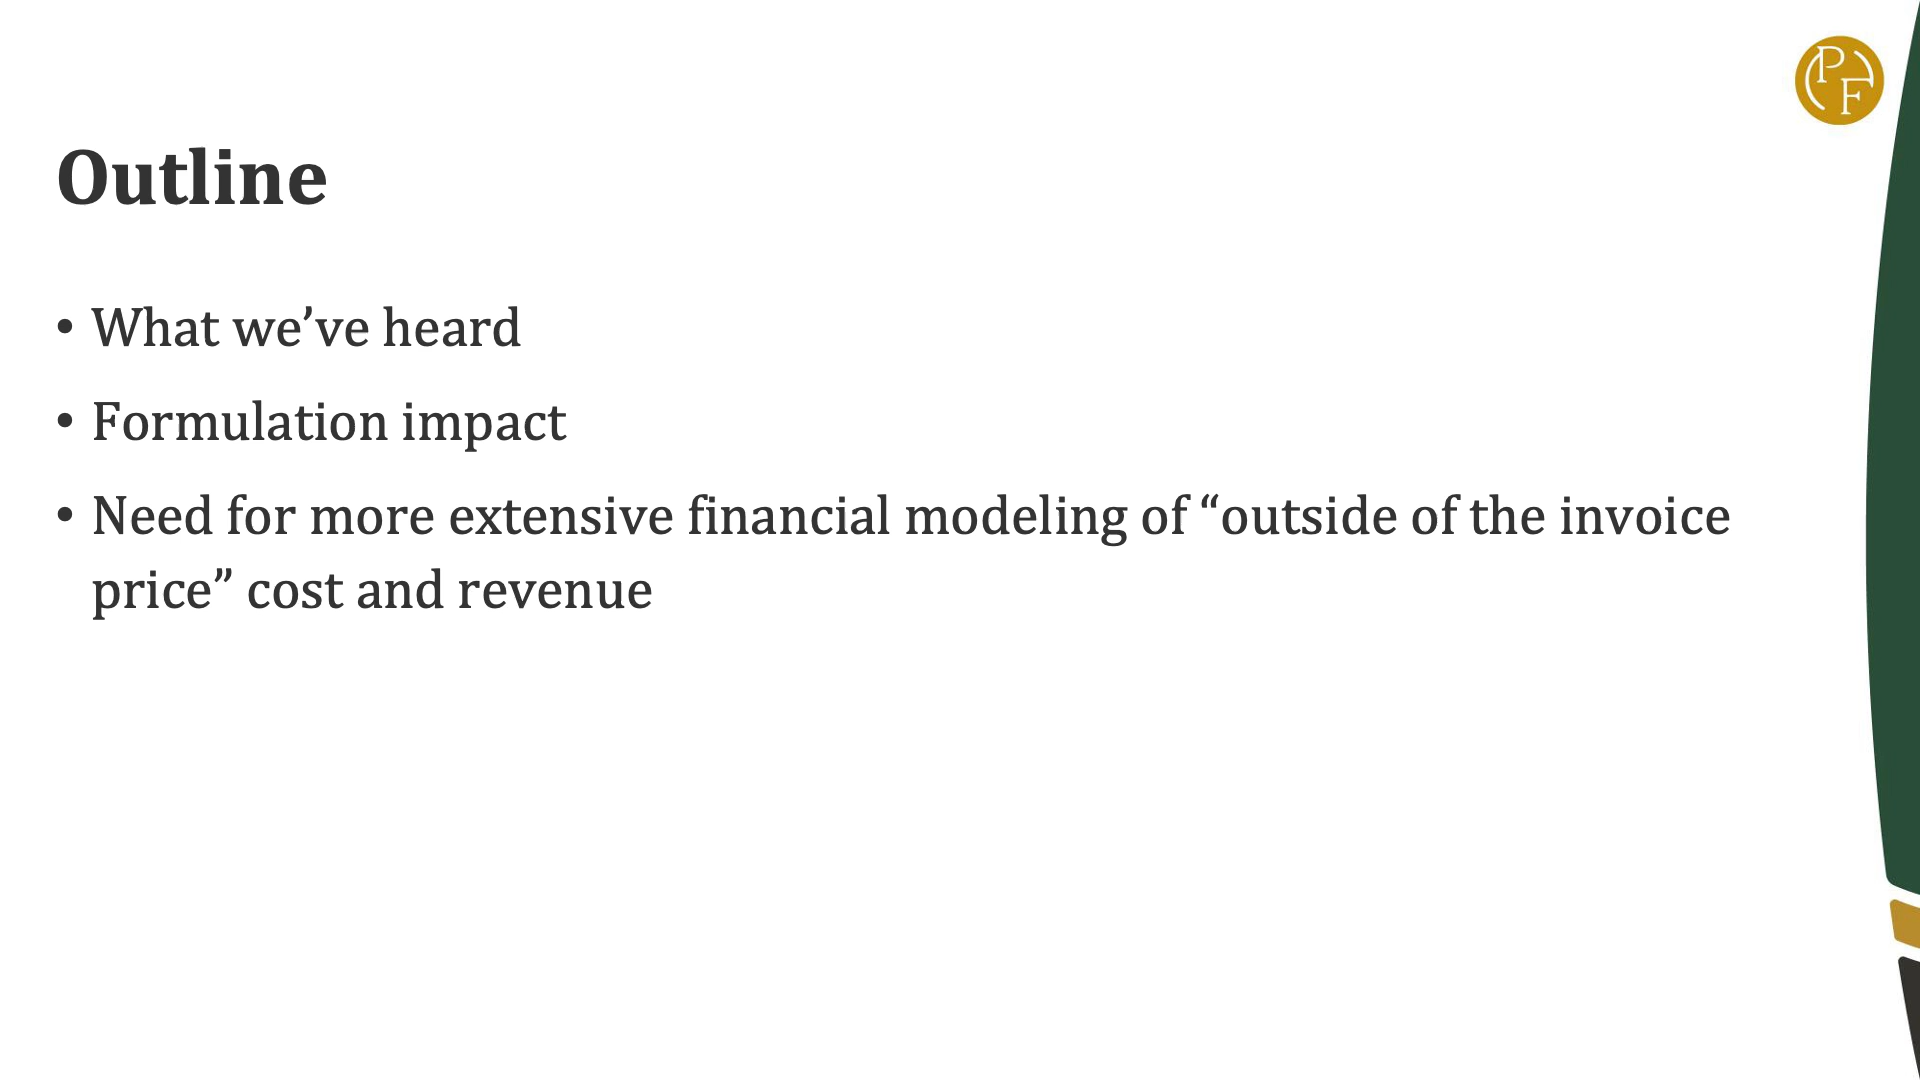 P
F
Outline
• What we’ve heard
• Formulation impact
• Need for more extensive financial modeling of “outside of the invoice
price” cost and revenue